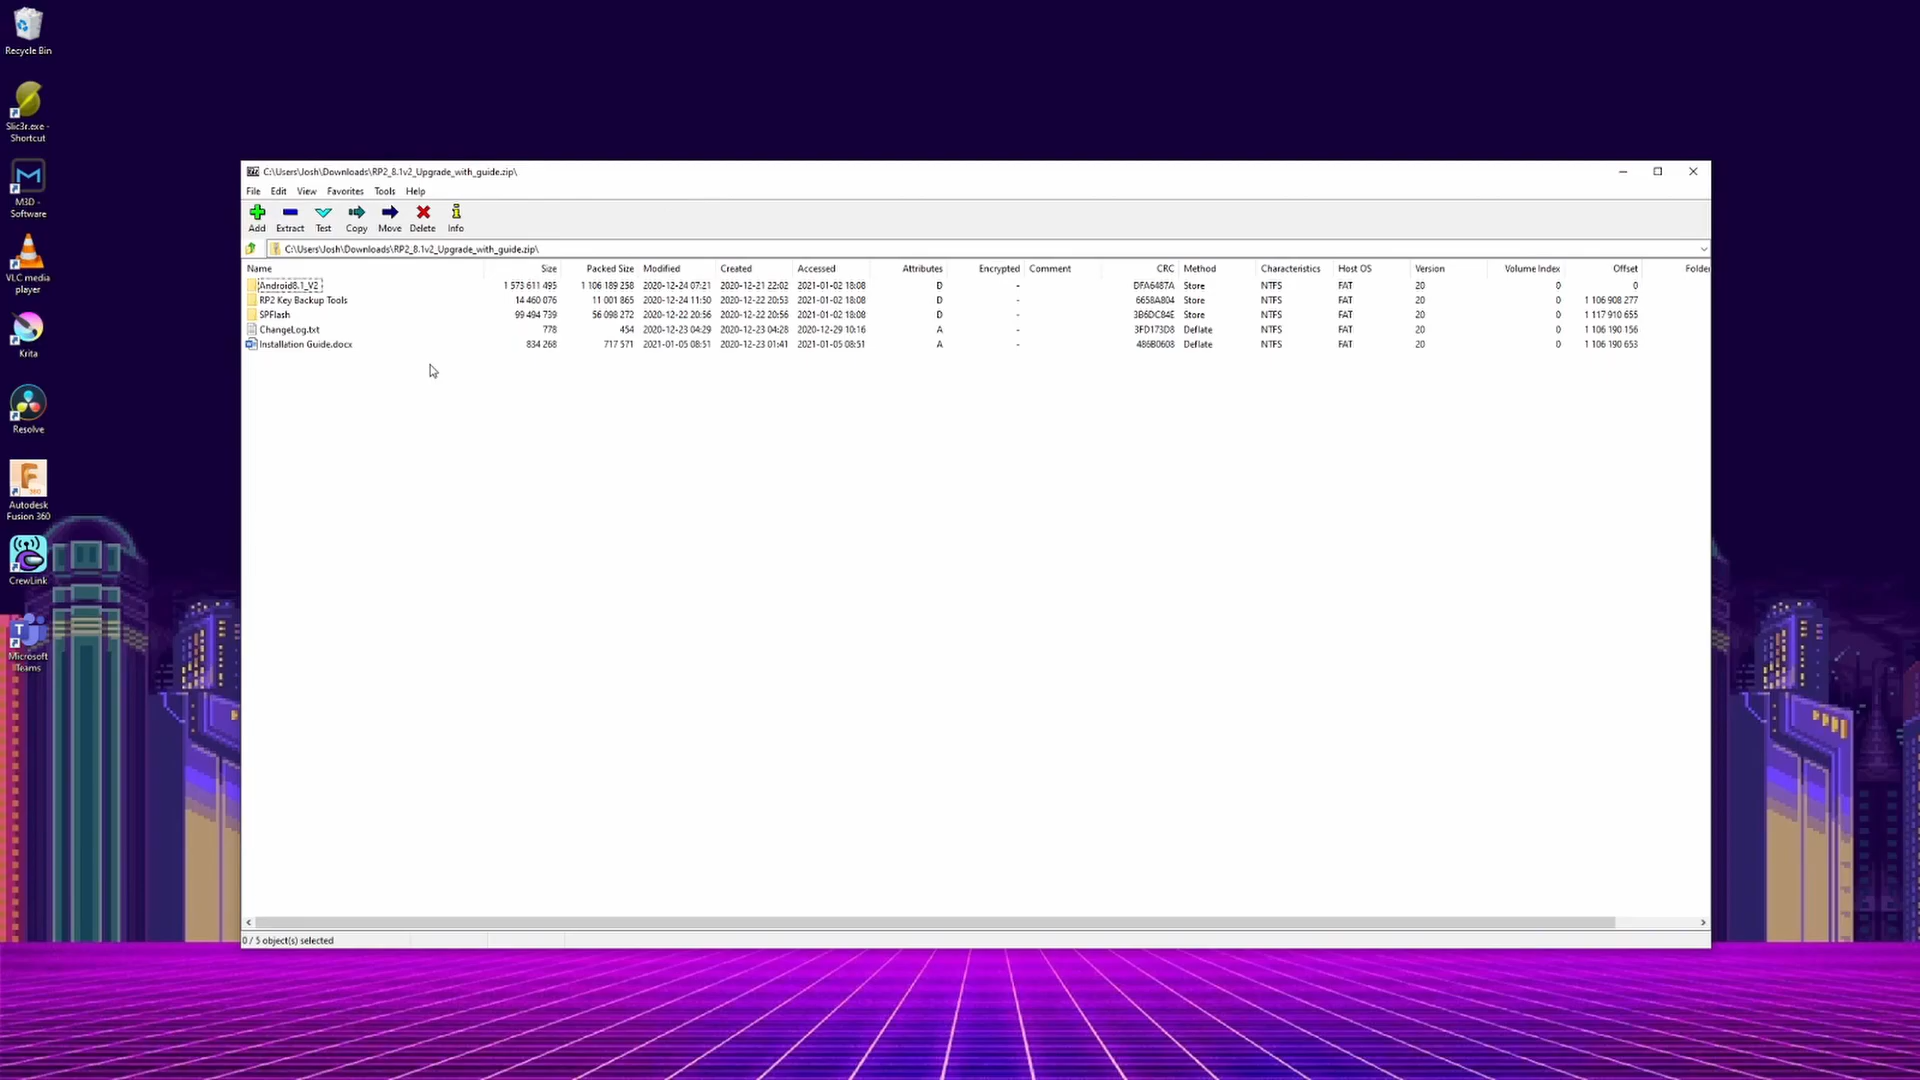 Recycle Bin
Slic3r.exe -
Shortcut
M3D -
Software
VLC media
player
Krita
Resolve
Autodesk
Fusion 360
CrewLink
Microsoft
Teams
C:\Users\Josh\Downloads\RP2_8.1v2_Upgrade_with_guide.zip\
File Edit View Favorites Tools Help
Add Extract Test Copy Move Delete Info
C:\Users\Josh\Downloads\RP2_8.1v2_Upgrade_with_guide.zip\
Name Size Packed Size Modified Created Accessed Attributes Encrypted Comment CRC Method Characteristics Host OS Version Volume Index Offset Folder
Android8.1_V2 1 573 611 495 1 106 189 258 2020-12-24 07:21 2020-12-21 22:02 2021-01-02 18:08 D - DFA6487A Store NTFS FAT 20 0 0
RP2 Key Backup Tools 14 460 076 11 001 865 2020-12-24 11:50 2020-12-22 20:53 2021-01-02 18:08 D - 6658A804 Store NTFS FAT 20 0 1 106 908 277
SPFlash 99 494 739 56 098 272 2020-12-22 20:56 2020-12-22 20:56 2021-01-02 18:08 D - 3B6DC84E Store NTFS FAT 20 0 1 117 910 655
ChangeLog.txt 778 454 2020-12-23 04:29 2020-12-23 04:28 2020-12-29 10:16 A - 3FD173D8 Deflate NTFS FAT 20 0 1 106 190 156
Installation Guide.docx 834 268 717 571 2021-01-05 08:51 2020-12-23 01:41 2021-01-05 08:51 A - 486B0608 Deflate NTFS FAT 20 0 1 106 190 653
0 / 5 object(s) selected